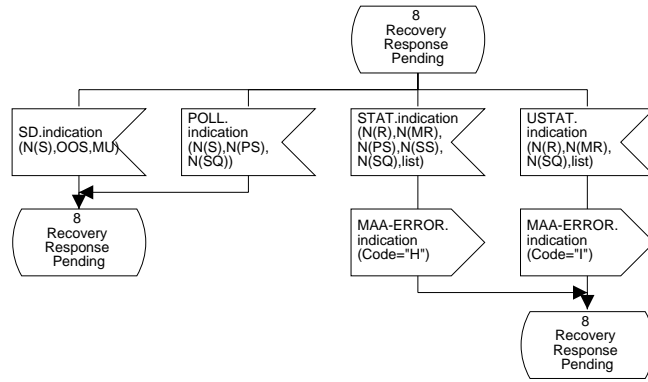 8
Recovery
Response
Pending
SD.indication
(N(S),OOS,MU)
POLL.
indication
(N(S),N(PS),
N(SQ))
STAT.indication
(N(R),N(MR),
N(PS),N(SS),
N(SQ),list)
USTAT.
indication
(N(R),N(MR),
N(SQ),list)
8
Recovery
Response
Pending
MAA-ERROR.
indication
(Code="H")
MAA-ERROR.
indication
(Code="I")
8
Recovery
Response
Pending